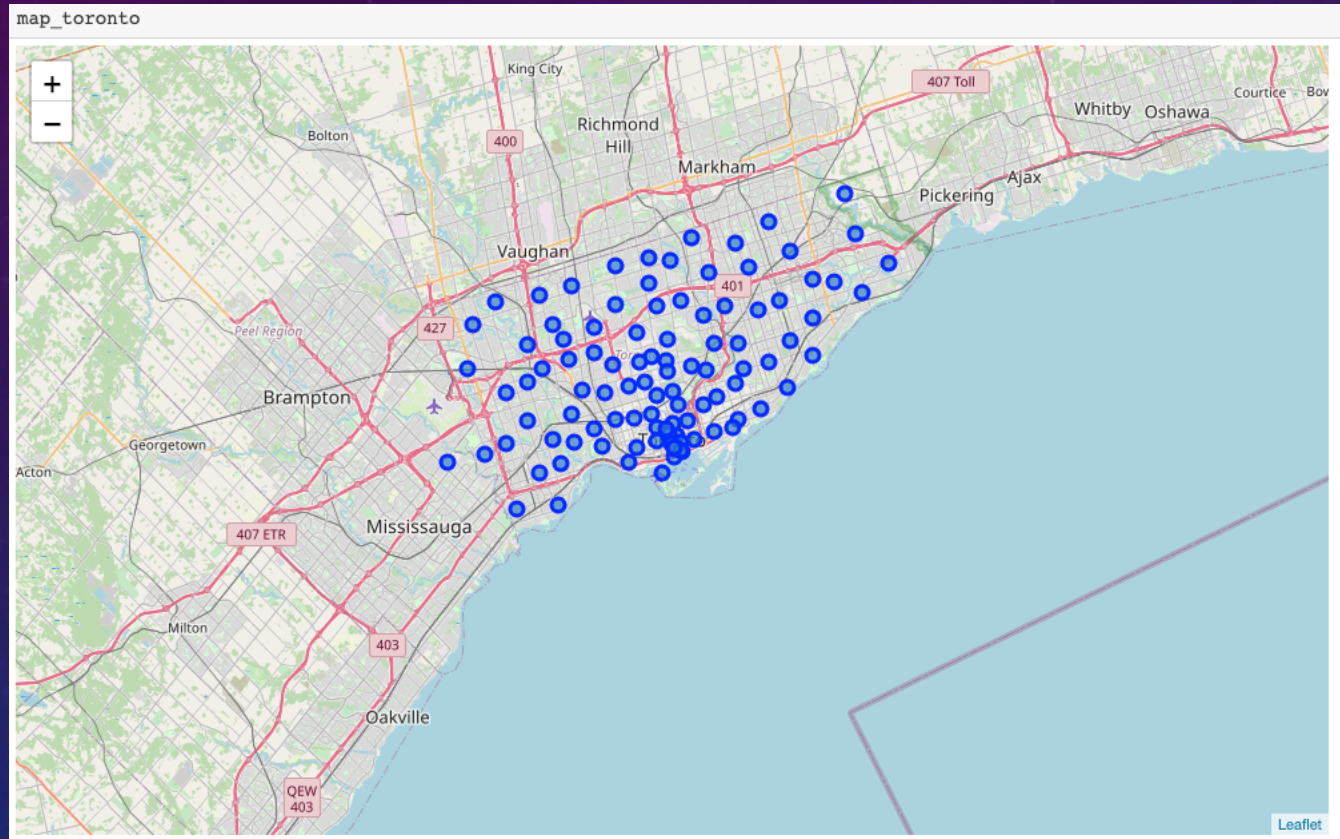 map_toronto
+
−
King City
407 Toll
Whitby
Oshawa
Courtice
Bow
Bolton
400
Richmond
Hill
Markham
Ajax
Pickering
Vaughan
401
427
Peel Region
Brampton
Georgetown
Acton
Mississauga
407 ETR
Milton
403
Oakville
QEW
403
Leaflet